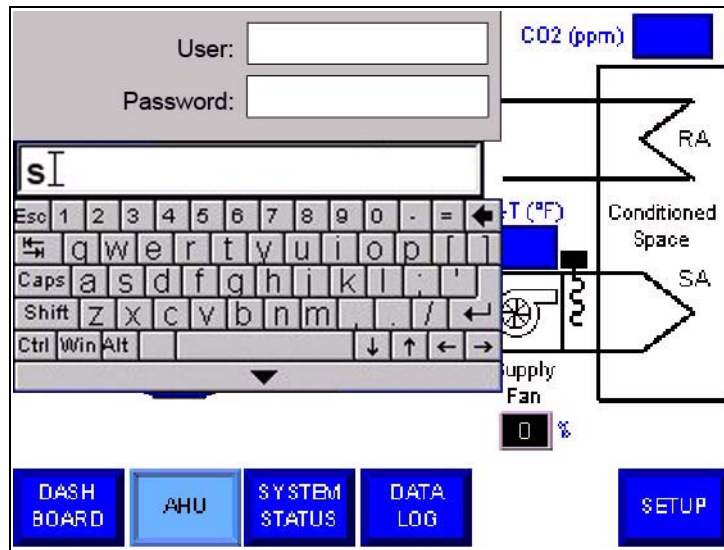 User:
CO2 (ppm)
Password:
RA
s
Esc 1 2 3 4 5 6 7 8 9 0 - =
-T (°F)
Conditioned
Space
q w e r t y u i o p [ ]
Caps a s d f g h j k l ; '
SA
Shift z x c v b n m , . /
Ctrl Win Alt
upply
Fan
0 %
DASH
BOARD
AHU
SYSTEM
STATUS
DATA
LOG
SETUP